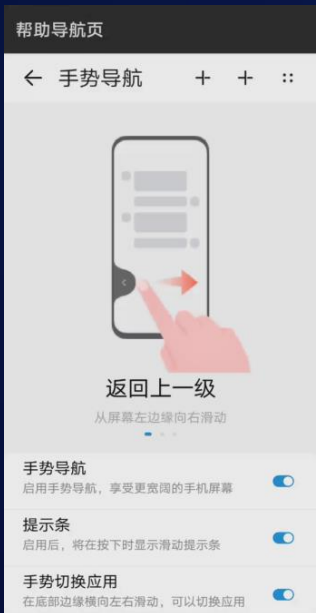 帮助导航页
手势导航
返回上一级
从屏幕左边缘向右滑动
手势导航
启用手势导航，享受更宽阔的手机屏幕
提示条
启用后，将在按下时显示滑动提示条
手势切换应用
在底部边缘横向左右滑动，可以切换应用